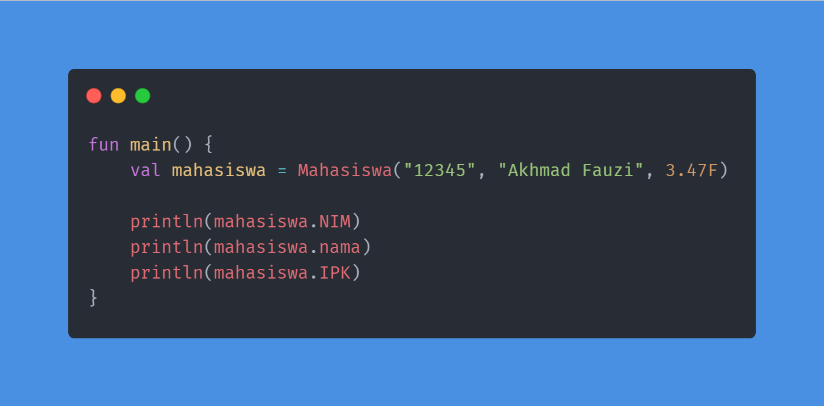 fun main() {
    val mahasiswa = Mahasiswa("12345", "Akhmad Fauzi", 3.47F)
    println(mahasiswa.NIM)
    println(mahasiswa.nama)
    println(mahasiswa.IPK)
}